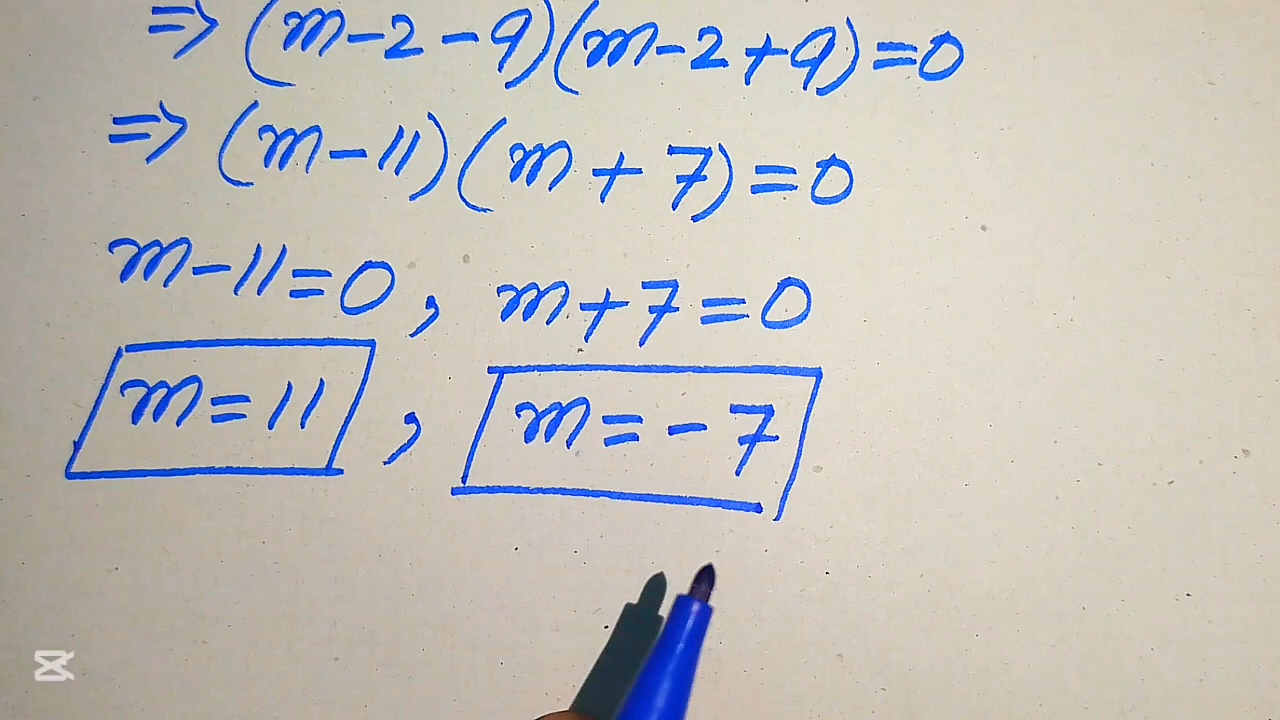 => (m-2-9)(m-2+9)=0
=> (m-11)(m+7)=0
m-11=0, m+7=0
m=11, m=-7